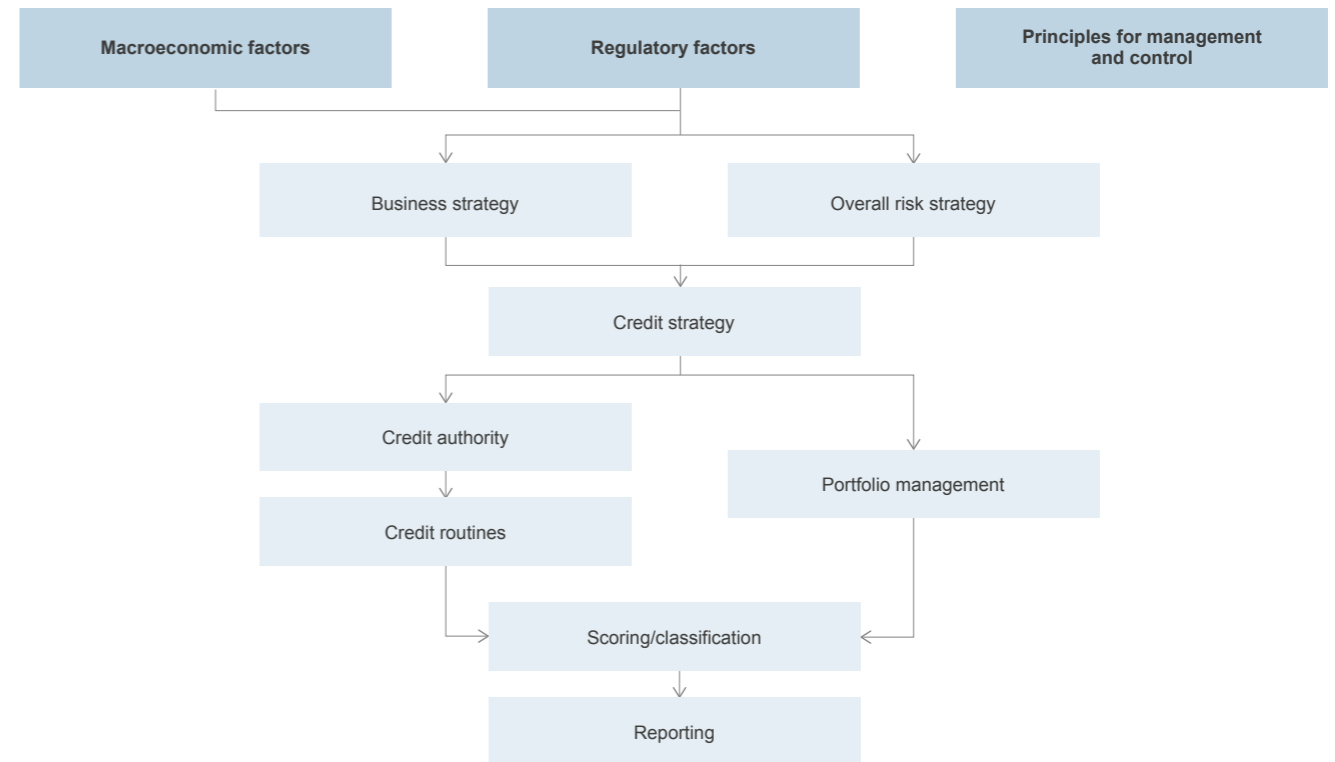 Macroeconomic factors
Regulatory factors
Principles for management
and control
Business strategy
Overall risk strategy
Credit strategy
Credit authority
Portfolio management
Credit routines
Scoring/classification
Reporting